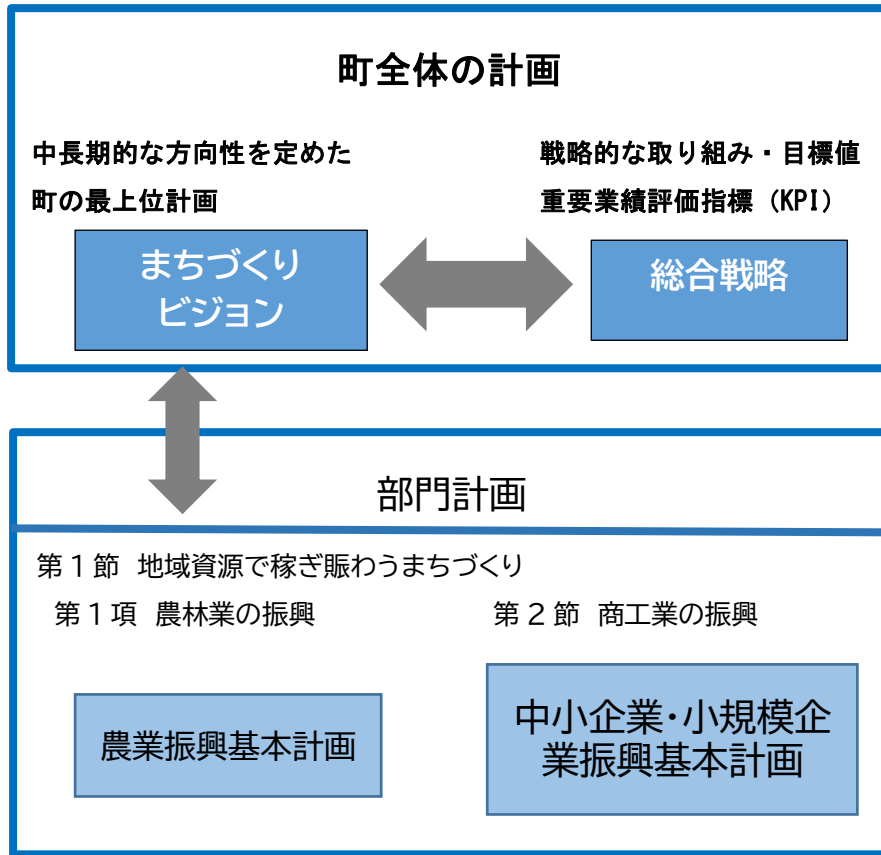 町全体の計画
中長期的な方向性を定めた
町の最上位計画
戦略的な取り組み・目標値
重要業績評価指標（KPI）
まちづくり
ビジョン
総合戦略
部門計画
第１節 地域資源で稼ぎ賑わうまちづくり
第１項 農林業の振興
第２節 商工業の振興
農業振興基本計画
中小企業・小規模企
業振興基本計画